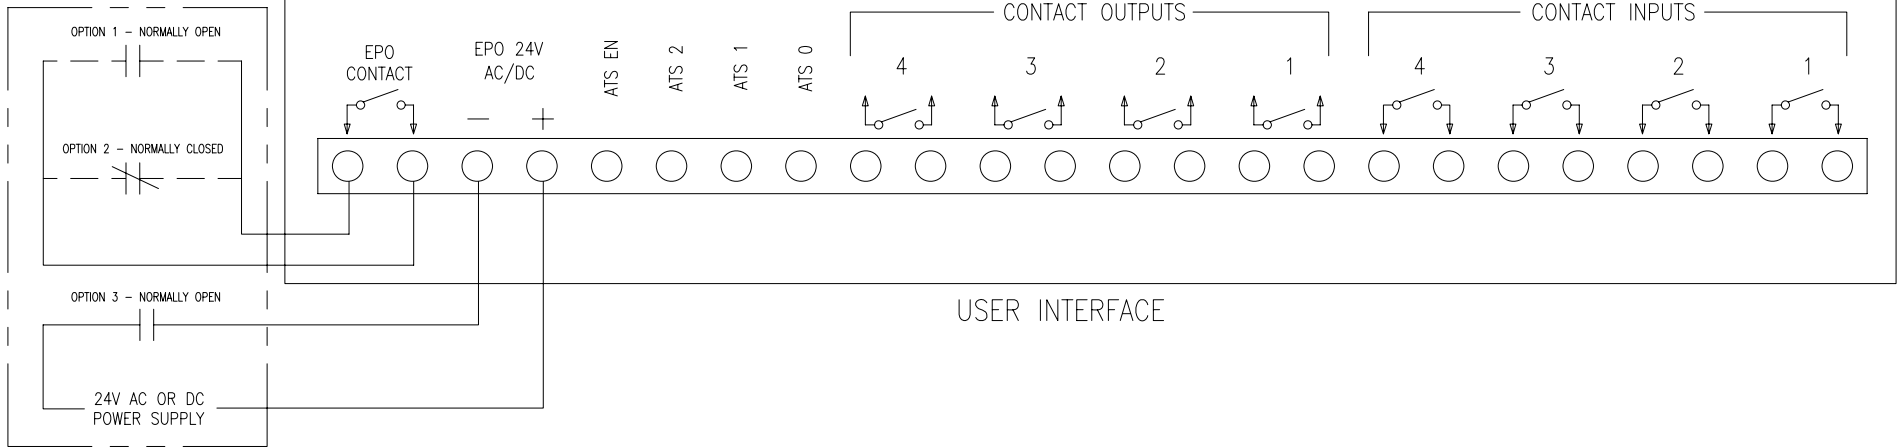 OPTION 1 – NORMALLY OPEN
OPTION 2 – NORMALLY CLOSED
OPTION 3 – NORMALLY OPEN
24V AC OR DC
POWER SUPPLY
EPO
CONTACT
EPO 24V
AC/DC
– +
ATS EN
ATS 2
ATS 1
ATS 0
CONTACT OUTPUTS
4 3 2 1
CONTACT INPUTS
4 3 2 1
USER INTERFACE